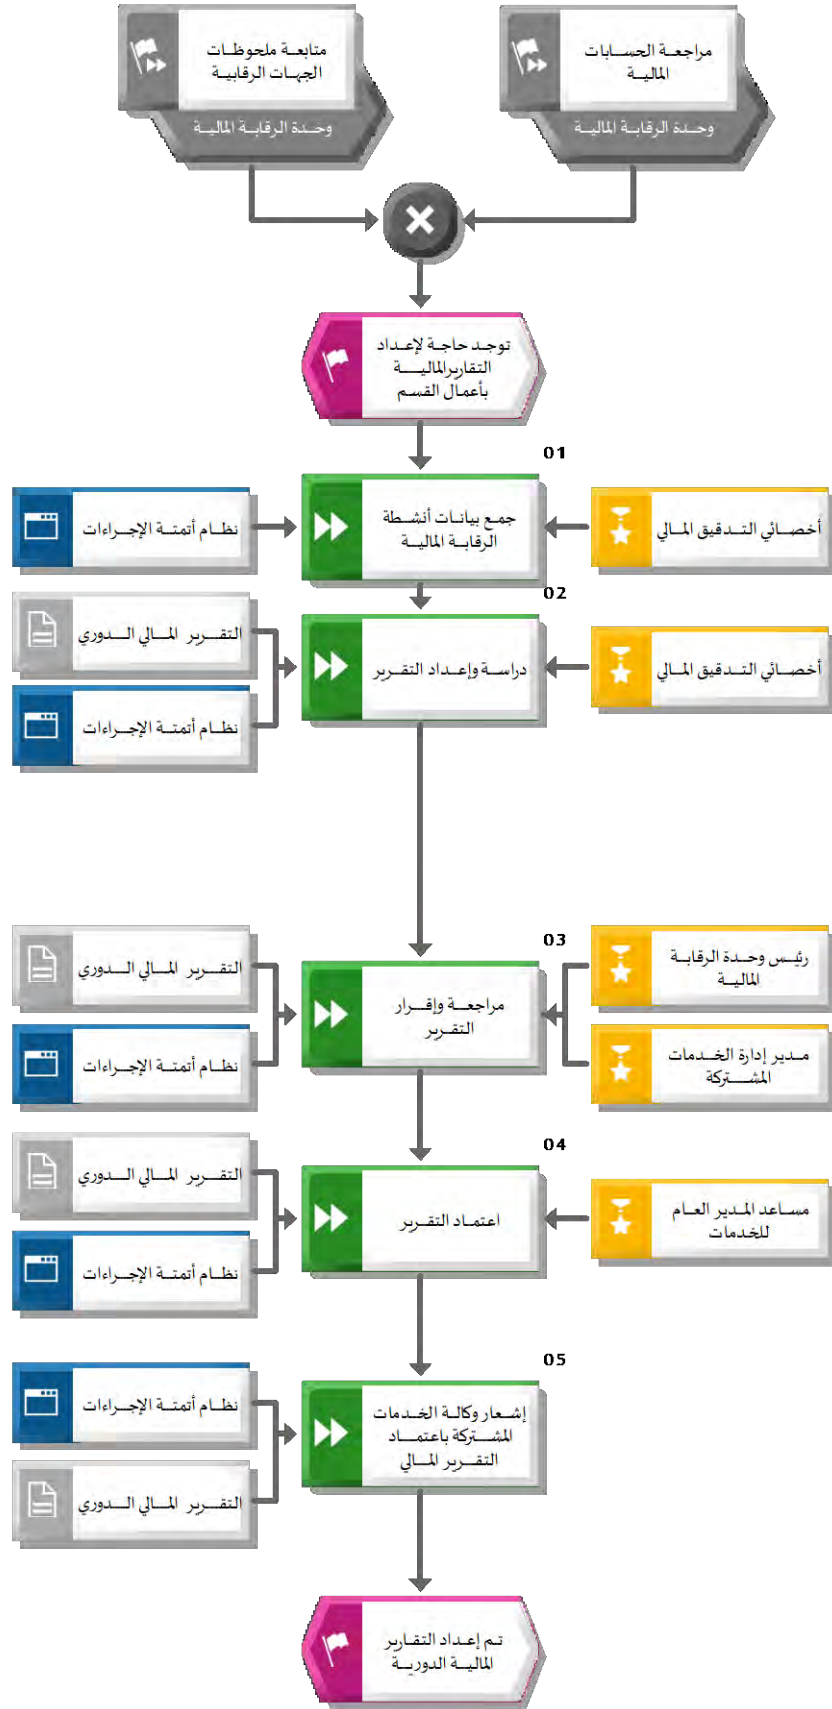 مراجعة الحسابات
المالية
وحدة الرقابة المالية
متابعة ملحوظات
الجهات الرقابية
وحدة الرقابة المالية
توجد حاجة لإعداد
التقاريرالمالية
بأعمال القسم
01
أخصائي التدقيق المالي
جمع بيانات أنشطة
الرقابة المالية
نظام أتمتة الإجراءات
02
أخصائي التدقيق المالي
دراسة وإعداد التقرير
التقرير المالي الدوري
نظام أتمتة الإجراءات
03
رئيس وحدة الرقابة
المالية
مدير إدارة الخدمات
المشتركة
مراجعة وإقرار
التقرير
التقرير المالي الدوري
نظام أتمتة الإجراءات
04
مساعد المدير العام
للخدمات
اعتماد التقرير
التقرير المالي الدوري
نظام أتمتة الإجراءات
05
إشعار وكالة الخدمات
المشتركة باعتماد
التقرير المالي
نظام أتمتة الإجراءات
التقرير المالي الدوري
تم إعداد التقارير
المالية الدورية